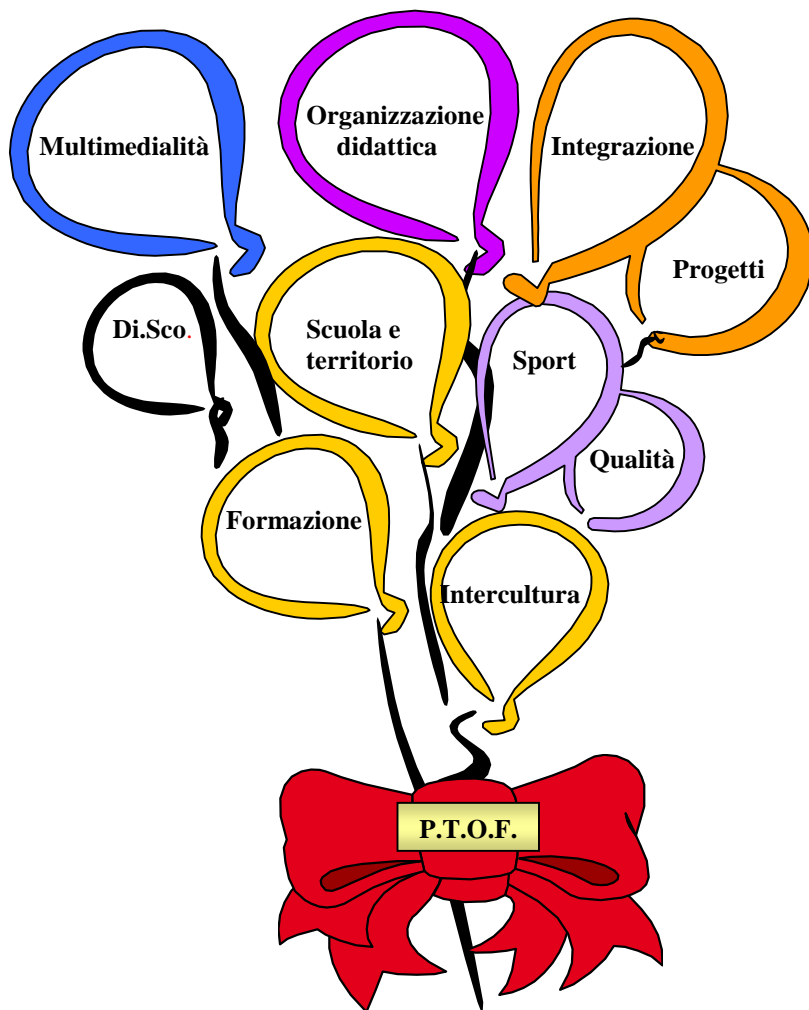 Organizzazione
didattica
Multimedialità
Integrazione
Progetti
Di.Sco.
Scuola e
territorio
Sport
Qualità
Formazione
Intercultura
P.T.O.F.